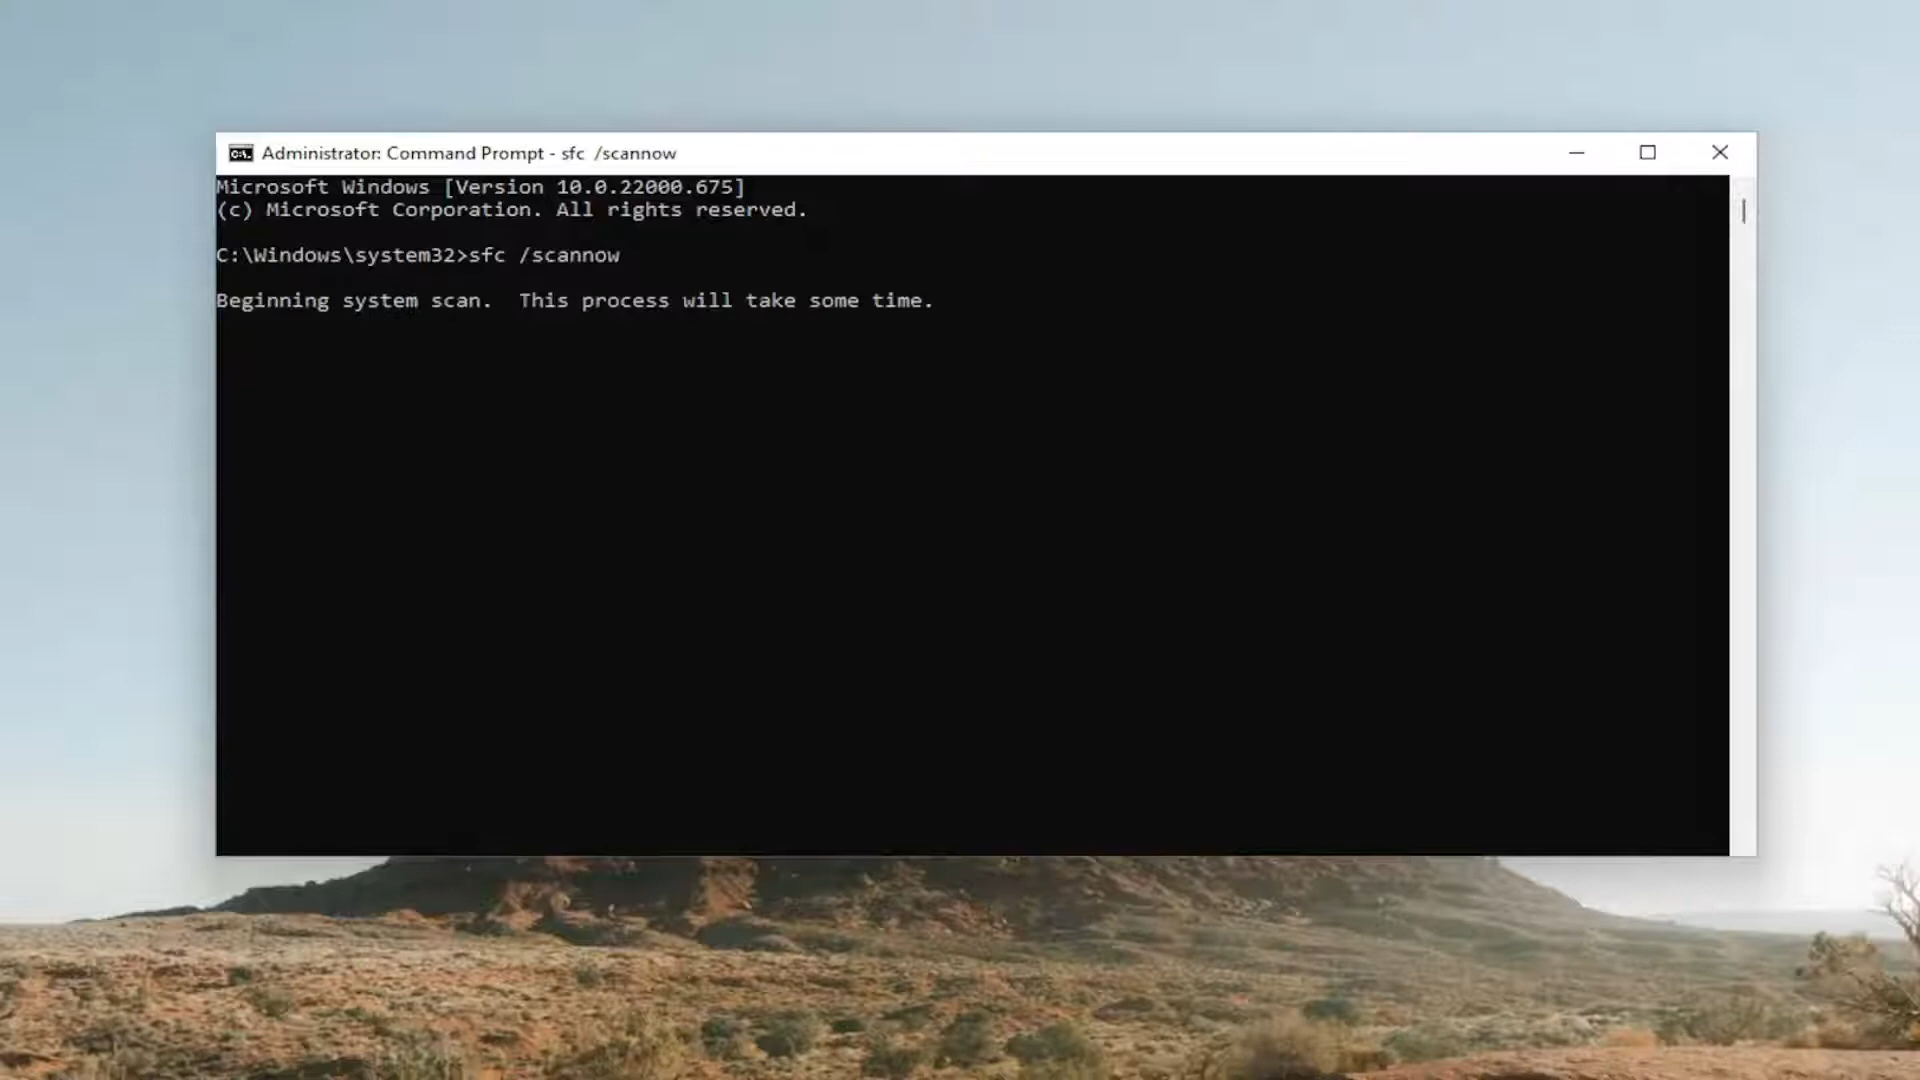 Administrator: Command Prompt - sfc  /scannow
Microsoft Windows [Version 10.0.22000.675]
(c) Microsoft Corporation. All rights reserved.
C:\Windows\system32>sfc /scannow
Beginning system scan.  This process will take some time.